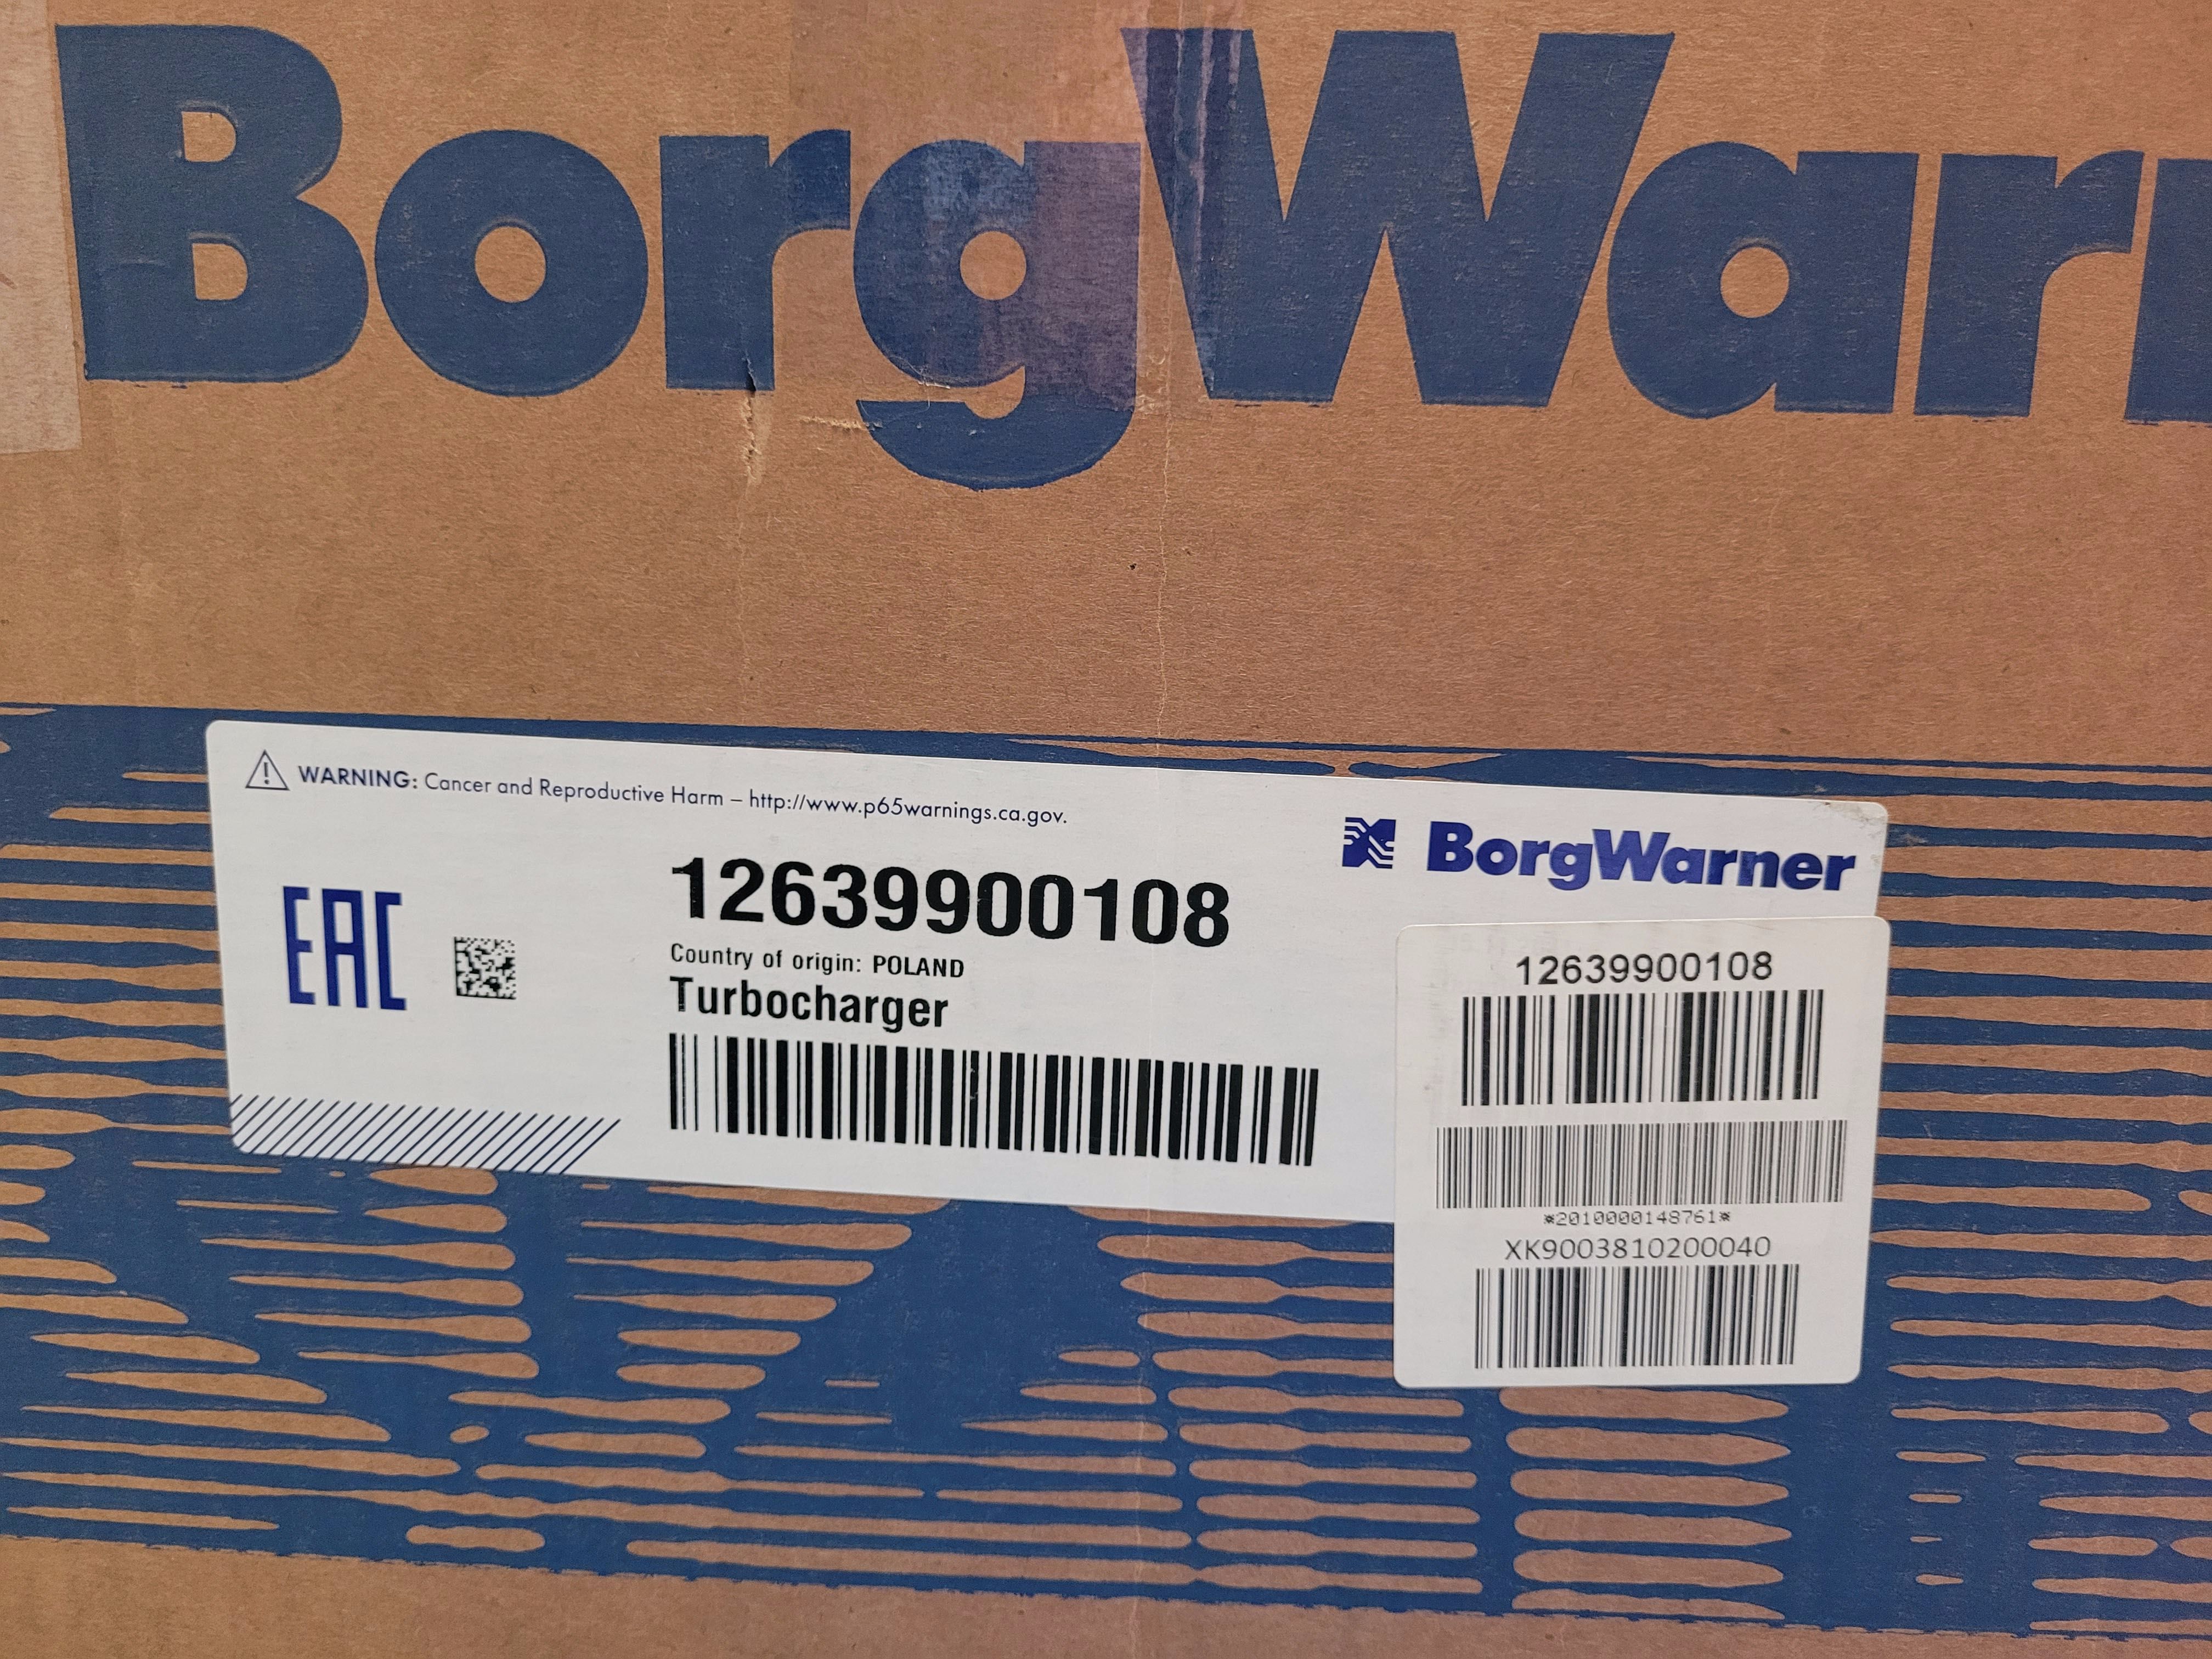 BorgWarn
WARNING: Cancer and Reproductive Harm – http://www.p65warnings.ca.gov.
BorgWarner
EAC
12639900108
Country of origin: POLAND
Turbocharger
12639900108
*2010000148761*
XK9003810200040